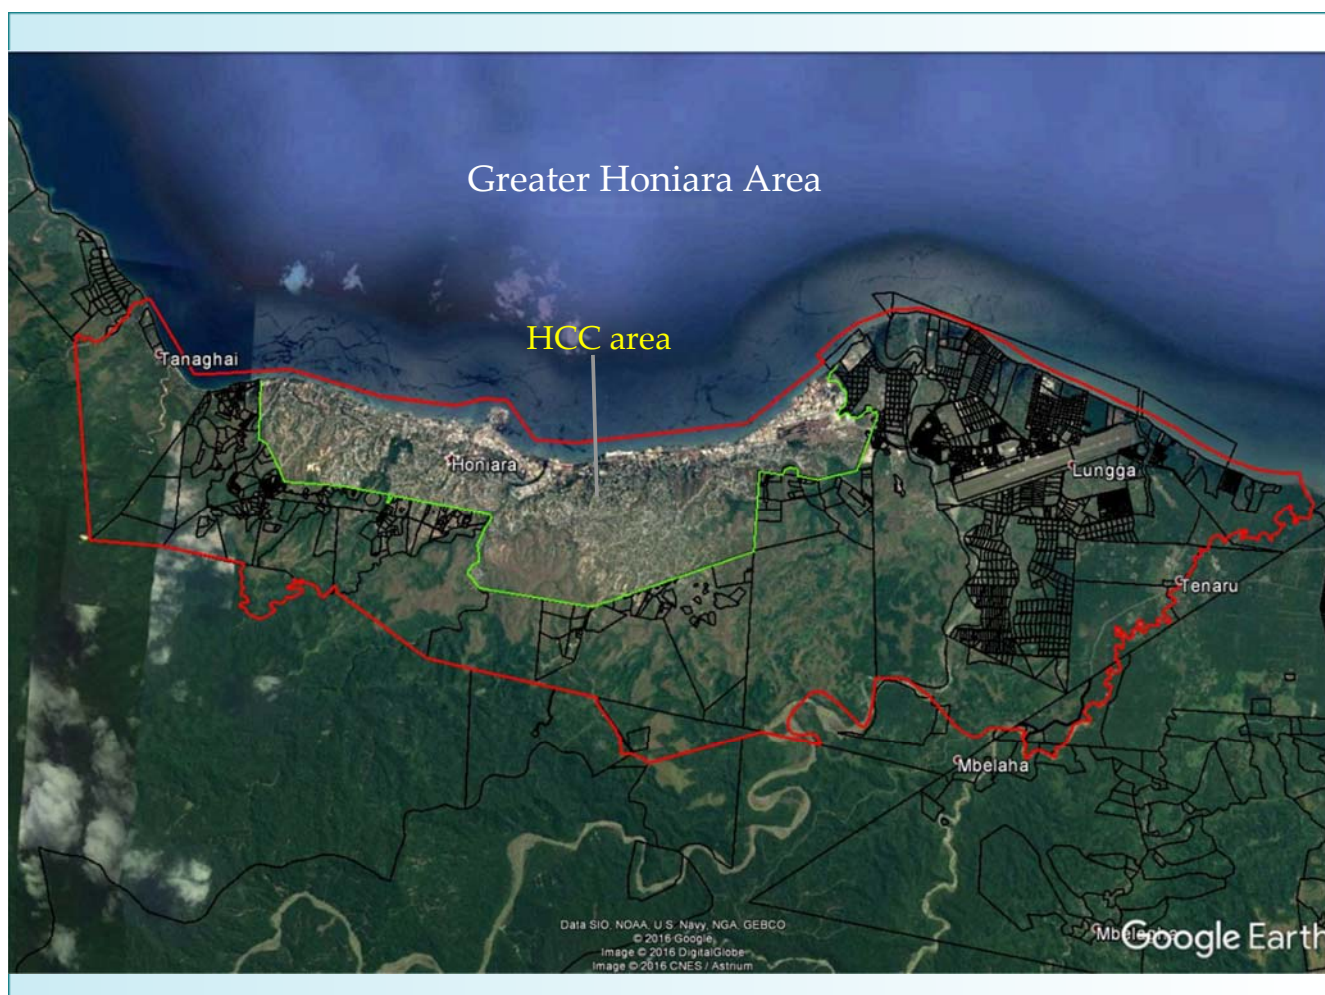 Greater Honiara Area
HCC area
Tanaghai
Honiara
Lungga
Tenaru
Mbelaha
Data SIO, NOAA, U.S. Navy, NGA, GEBCO
© 2016 Google
Image © 2016 DigitalGlobe
Image © 2016 CNES / Astrium
Google Earth